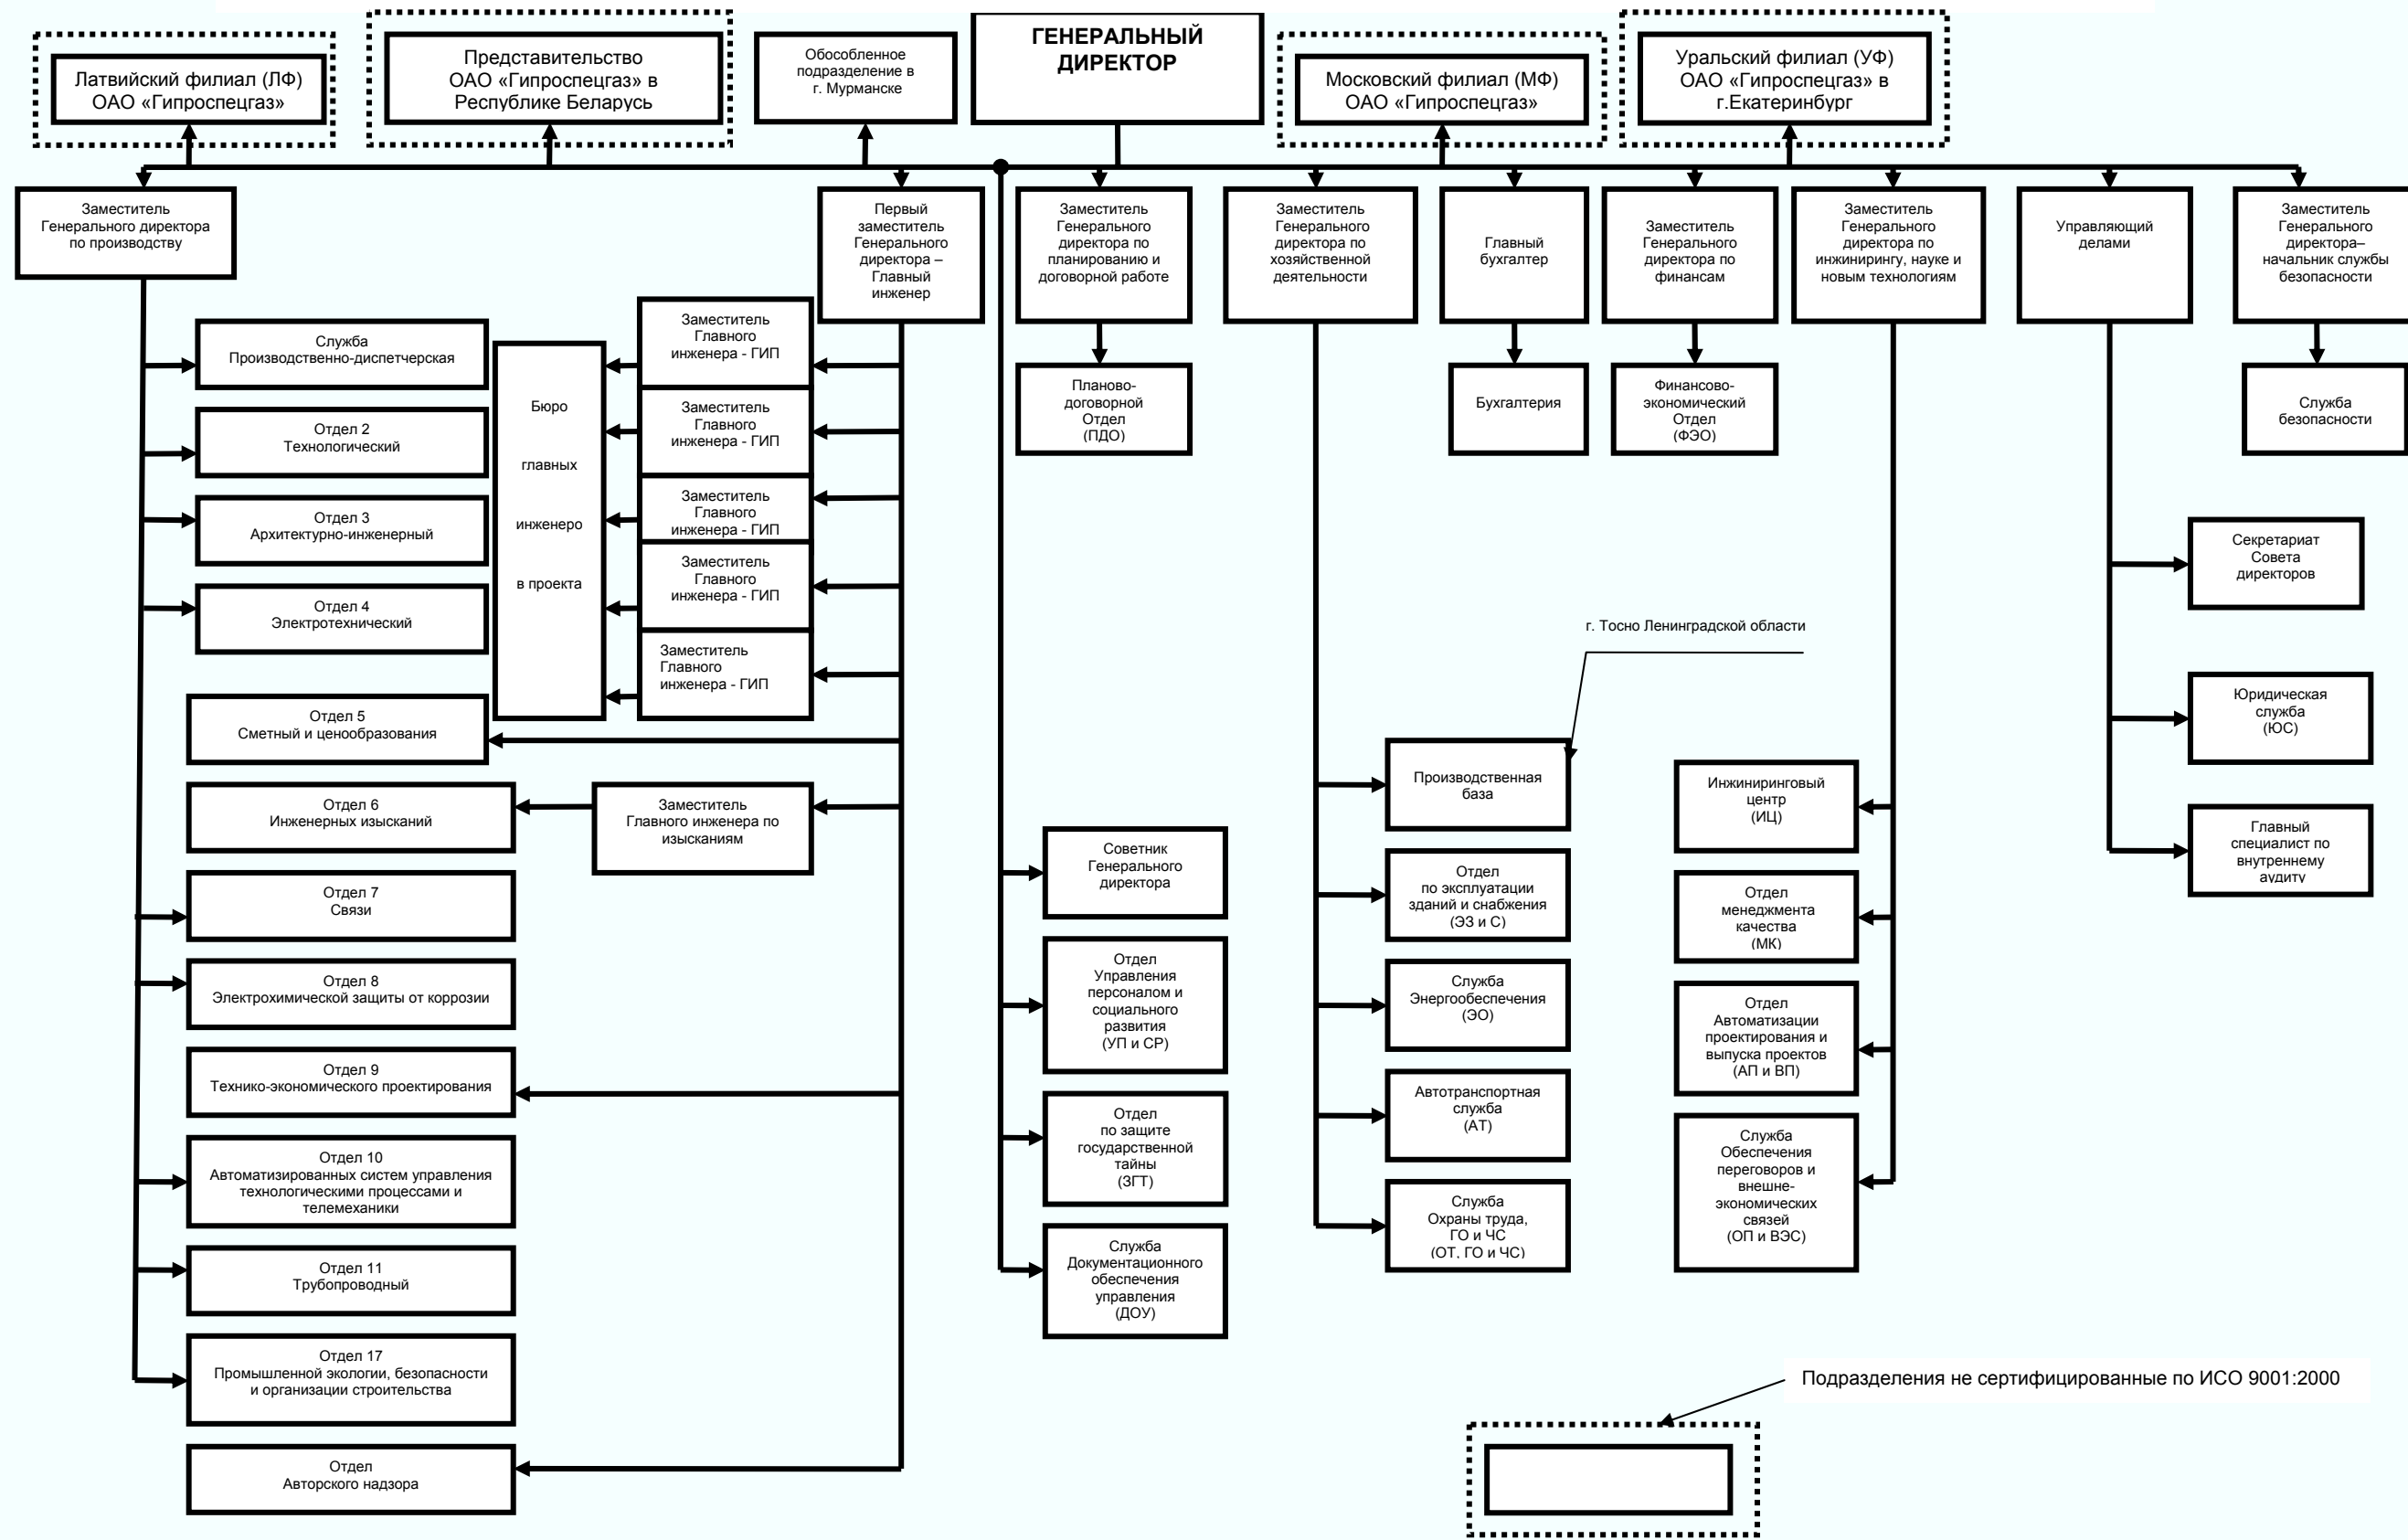 Латвийский филиал (ЛФ)
ОАО «Гипроспецгаз»
Представительство
ОАО «Гипроспецгаз» в
Республике Беларусь
Обособленное
подразделение в
г. Мурманске
ГЕНЕРАЛЬНЫЙ
ДИРЕКТОР
Московский филиал (МФ)
ОАО «Гипроспецгаз»
Уральский филиал (УФ)
ОАО «Гипроспецгаз» в
г.Екатеринбург
Заместитель
Генерального директора
по производству
Первый
заместитель
Генерального
директора –
Главный
инженер
Заместитель
Генерального
директора по
планированию и
договорной работе
Заместитель
Генерального
директора по
хозяйственной
деятельности
Главный
бухгалтер
Заместитель
Генерального
директора по
финансам
Заместитель
Генерального
директора по
инжинирингу, науке и
новым технологиям
Управляющий
делами
Заместитель
Генерального
директора–
начальник службы
безопасности
Служба
Производственно-диспетчерская
Отдел 2
Технологический
Отдел 3
Архитектурно-инженерный
Отдел 4
Электротехнический
Бюро
главных
инженеро
в проекта
Заместитель
Главного
инженера - ГИП
Заместитель
Главного
инженера - ГИП
Заместитель
Главного
инженера - ГИП
Заместитель
Главного
инженера - ГИП
Заместитель
Главного
инженера - ГИП
Планово-
договорной
Отдел
(ПДО)
Бухгалтерия
Финансово-
экономический
Отдел
(ФЭО)
Служба
безопасности
Отдел 5
Сметный и ценообразования
Отдел 6
Инженерных изысканий
Заместитель
Главного инженера по
изысканиям
Отдел 7
Связи
Отдел 8
Электрохимической защиты от коррозии
Отдел 9
Технико-экономического проектирования
Отдел 10
Автоматизированных систем управления
технологическими процессами и
телемеханики
Отдел 11
Трубопроводный
Отдел 17
Промышленной экологии, безопасности
и организации строительства
Отдел
Авторского надзора
Советник
Генерального
директора
Отдел
Управления
персоналом и
социального
развития
(УП и СР)
Отдел
по защите
государственной
тайны
(ЗГТ)
Служба
Документационного
обеспечения
управления
(ДОУ)
г. Тосно Ленинградской области
Производственная
база
Отдел
по эксплуатации
зданий и снабжения
(ЭЗ и С)
Служба
Энергообеспечения
(ЭО)
Автотранспортная
служба
(АТ)
Служба
Охраны труда,
ГО и ЧС
(ОТ, ГО и ЧС)
Инжиниринговый
центр
(ИЦ)
Отдел
менеджмента
качества
(МК)
Отдел
Автоматизации
проектирования и
выпуска проектов
(АП и ВП)
Служба
Обеспечения
переговоров и
внешне-
экономических
связей
(ОП и ВЭС)
Секретариат
Совета
директоров
Юридическая
служба
(ЮС)
Главный
специалист по
внутреннему
аудиту
Подразделения не сертифицированные по ИСО 9001:2000